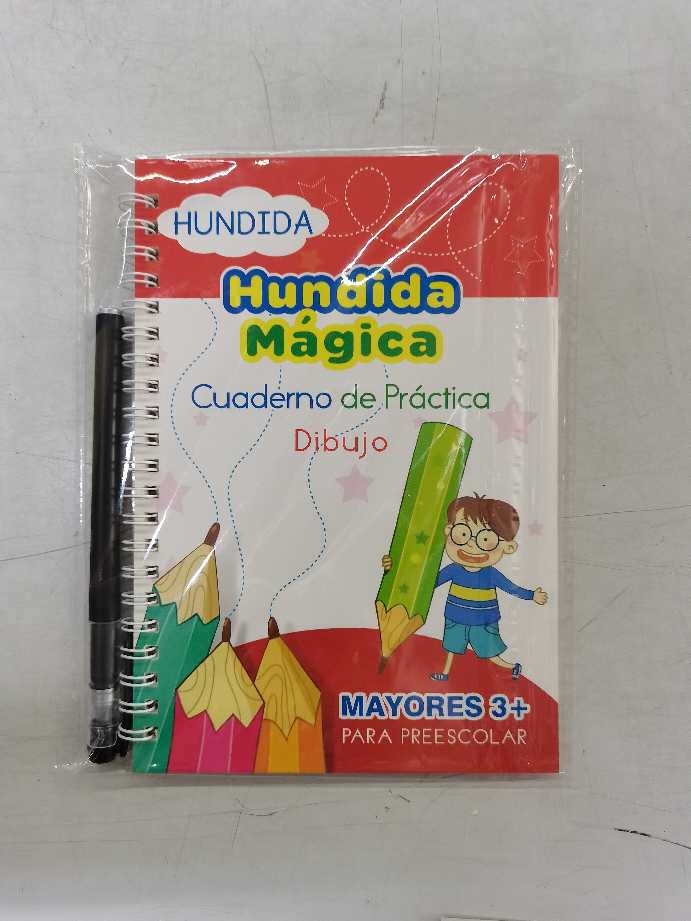 HUNDIDA
Hundida
Mágica
Cuaderno de Práctica
Dibujo
MAYORES 3+
PARA PREESCOLAR